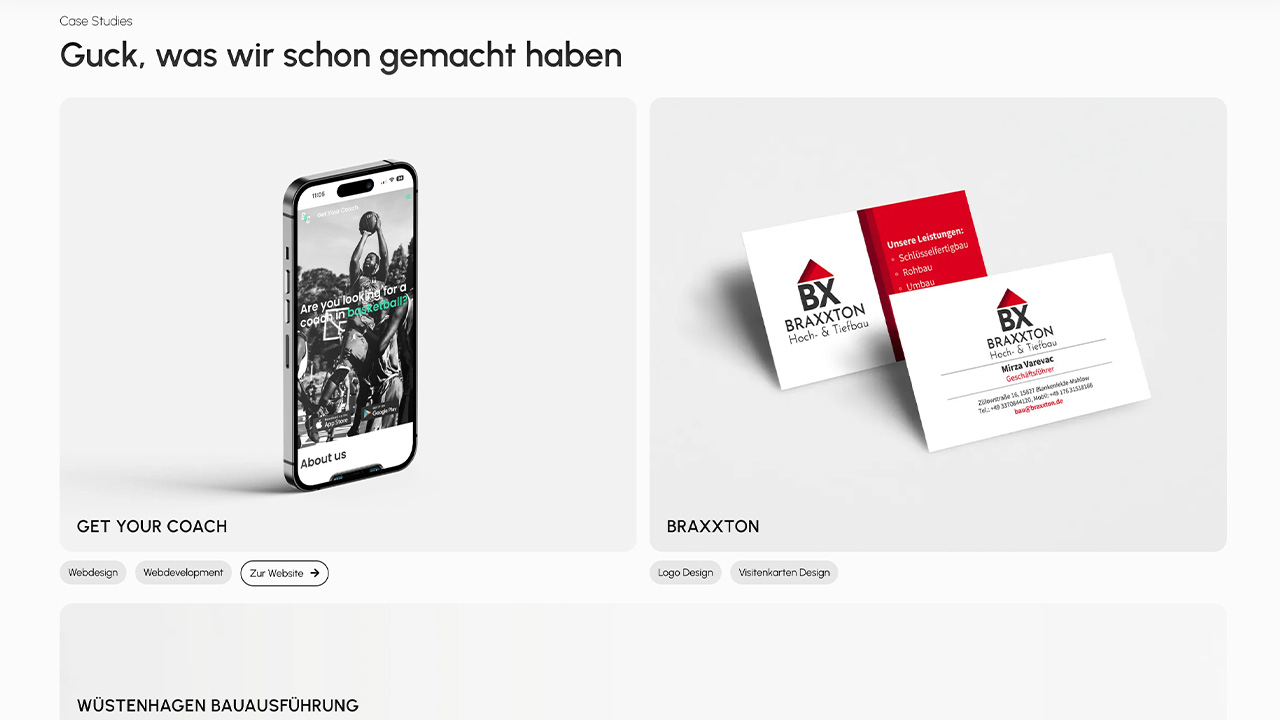 Case Studies
Guck, was wir schon gemacht haben
11:05
Get Your Coach
Are you looking for a
coach in basketball?
App Store
Google Play
About us
GET YOUR COACH
Unsere Leistungen:
Schlüsselfertigbau
Rohbau
Umbau
BX
BRAXXTON
Hoch- & Tiefbau
BX
BRAXXTON
Hoch- & Tiefbau
Mirza Varevac
Geschäftsführer
Zülowstraße 16, 15827 Blankenfelde-Mahlow
Tel.: +49 3370844120, Mobil: +49 176 31518166
bau@braxxton.de
BRAXXTON
Webdesign
Webdevelopment
Zur Website →
Logo Design
Visitenkarten Design
WÜSTENHAGEN BAUAUSFÜHRUNG